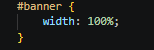 #banner {
    width: 100%;
}